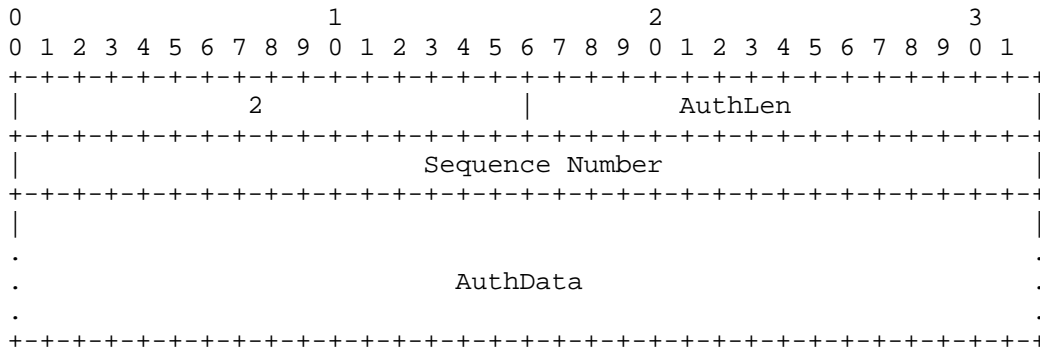 0                   1                   2                   3
0 1 2 3 4 5 6 7 8 9 0 1 2 3 4 5 6 7 8 9 0 1 2 3 4 5 6 7 8 9 0 1
+-+-+-+-+-+-+-+-+-+-+-+-+-+-+-+-+-+-+-+-+-+-+-+-+-+-+-+-+-+-+-+-+
|              2                |         AuthLen               |
+-+-+-+-+-+-+-+-+-+-+-+-+-+-+-+-+-+-+-+-+-+-+-+-+-+-+-+-+-+-+-+-+
|                         Sequence Number                       |
+-+-+-+-+-+-+-+-+-+-+-+-+-+-+-+-+-+-+-+-+-+-+-+-+-+-+-+-+-+-+-+-+
|                                                               |
.                                                               .
.                           AuthData                            .
.                                                               .
+-+-+-+-+-+-+-+-+-+-+-+-+-+-+-+-+-+-+-+-+-+-+-+-+-+-+-+-+-+-+-+-+